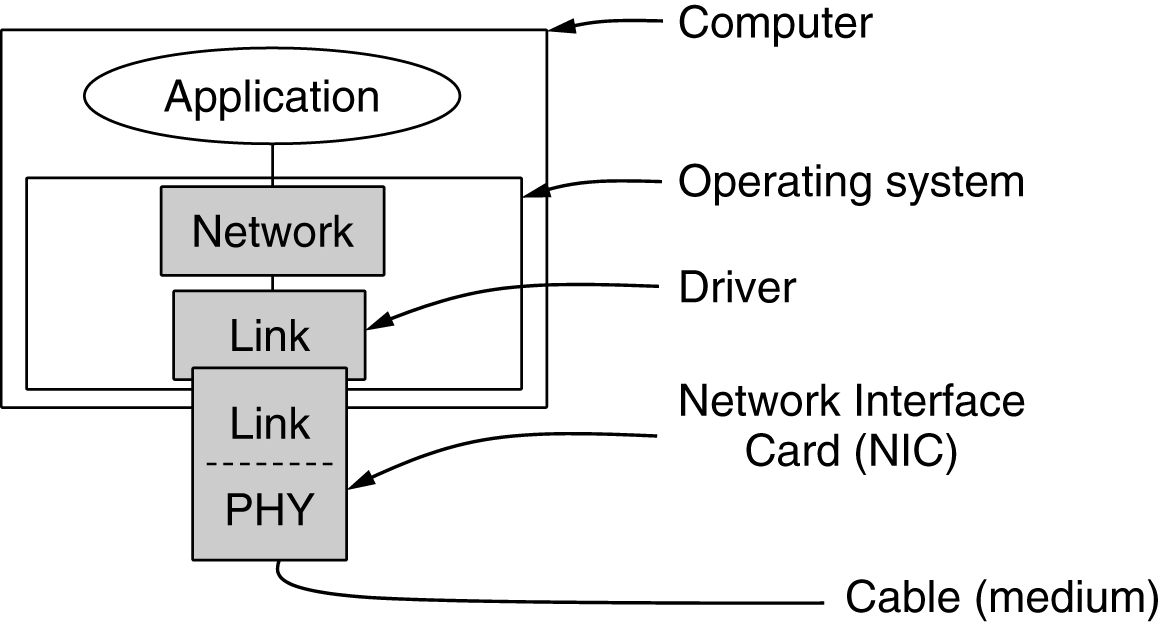 Computer
Application
Operating system
Network
Driver
Link
Network Interface
Card (NIC)
Link
PHY
Cable (medium)